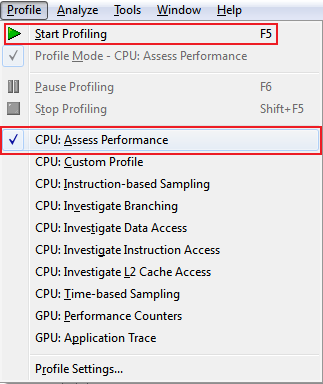 Profile Analyze Tools Window Help
Start Profiling F5
Profile Mode - CPU: Assess Performance
Pause Profiling F6
Stop Profiling Shift+F5
CPU: Assess Performance
CPU: Custom Profile
CPU: Instruction-based Sampling
CPU: Investigate Branching
CPU: Investigate Data Access
CPU: Investigate Instruction Access
CPU: Investigate L2 Cache Access
CPU: Time-based Sampling
GPU: Performance Counters
GPU: Application Trace
Profile Settings...